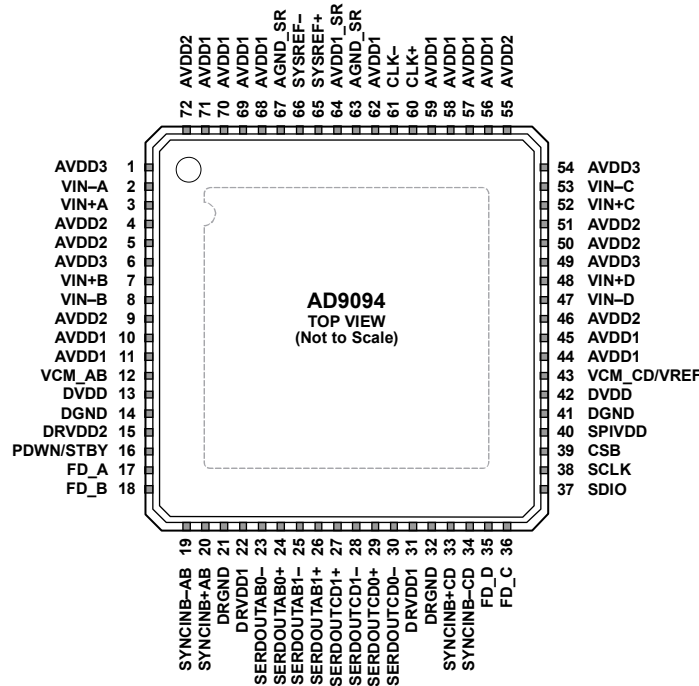 72 AVDD2
71 AVDD1
70 AVDD1
69 AVDD1
68 AVDD1
67 AGND_SR
66 SYSREF–
65 SYSREF+
64 AVDD1_SR
63 AGND_SR
62 AVDD1
61 CLK–
60 CLK+
59 AVDD1
58 AVDD1
57 AVDD1
56 AVDD1
55 AVDD2
AVDD3 1
VIN–A 2
VIN+A 3
AVDD2 4
AVDD2 5
AVDD3 6
VIN+B 7
VIN–B 8
AVDD2 9
AVDD1 10
AVDD1 11
VCM_AB 12
DVDD 13
DGND 14
DRVDD2 15
PDWN/STBY 16
FD_A 17
FD_B 18
AD9094
TOP VIEW
(Not to Scale)
54 AVDD3
53 VIN–C
52 VIN+C
51 AVDD2
50 AVDD2
49 AVDD3
48 VIN+D
47 VIN–D
46 AVDD2
45 AVDD1
44 AVDD1
43 VCM_CD/VREF
42 DVDD
41 DGND
40 SPIVDD
39 CSB
38 SCLK
37 SDIO
SYNCINB–AB 19
SYNCINB+AB 20
DRGND 21
DRVDD1 22
SERDOUTAB0– 23
SERDOUTAB0+ 24
SERDOUTAB1– 25
SERDOUTAB1+ 26
SERDOUTCD1+ 27
SERDOUTCD1– 28
SERDOUTCD0+ 29
SERDOUTCD0– 30
DRVDD1 31
DRGND 32
SYNCINB+CD 33
SYNCINB–CD 34
FD_D 35
FD_C 36